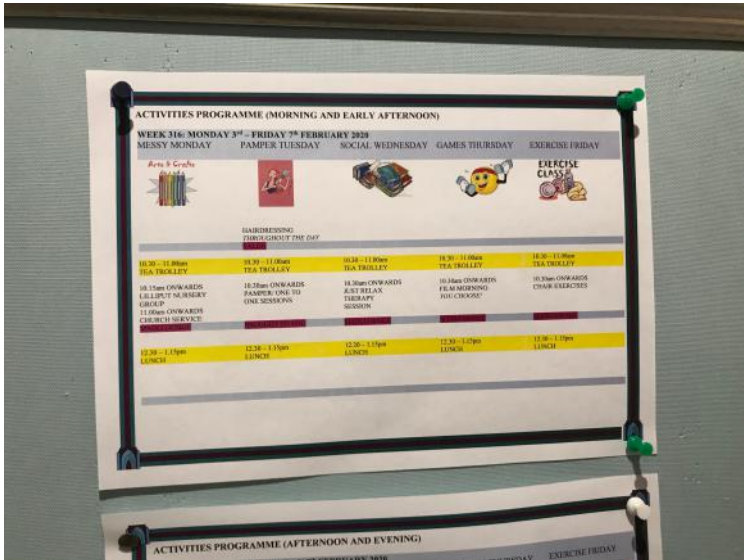 ACTIVITIES PROGRAMME (MORNING AND EARLY AFTERNOON)
WEEK 316: MONDAY 3rd – FRIDAY 7th FEBRUARY 2020
MESSY MONDAY PAMPER TUESDAY SOCIAL WEDNESDAY GAMES THURSDAY EXERCISE FRIDAY
Arts & Crafts
EXERCISE
CLASS
HAIRDRESSING
THROUGHOUT THE DAY
10.30 – 11.00am 10.30 – 11.00am 10.30 – 11.00am 10.30 – 11.00am 10.30 – 11.00am
TEA TROLLEY TEA TROLLEY TEA TROLLEY TEA TROLLEY TEA TROLLEY
10.15am ONWARDS
LILLIPUT NURSERY
GROUP
11.00am ONWARDS
CHURCH SERVICE
10.30am ONWARDS
PAMPER/ ONE TO
ONE SESSIONS
10.30am ONWARDS
JUST RELAX
THERAPY
SESSION
10.30am ONWARDS
FILM MORNING
YOU CHOOSE!
10.30am ONWARDS
CHAIR EXERCISES
12.30 – 1.15pm 12.30 – 1.15pm 12.30 – 1.15pm 12.30 – 1.15pm 12.30 – 1.15pm
LUNCH LUNCH LUNCH LUNCH LUNCH
ACTIVITIES PROGRAMME (AFTERNOON AND EVENING)
FEBRUARY 2020
EXERCISE FRIDAY